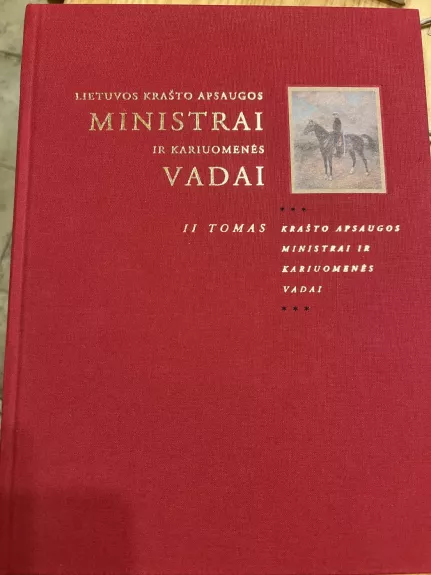 LIETUVOS KRAŠTO APSAUGOS
MINISTRAI
IR KARIUOMENĖS
VADAI
II TOMAS
KRAŠTO APSAUGOS
MINISTRAI IR
KARIUOMENĖS
VADAI